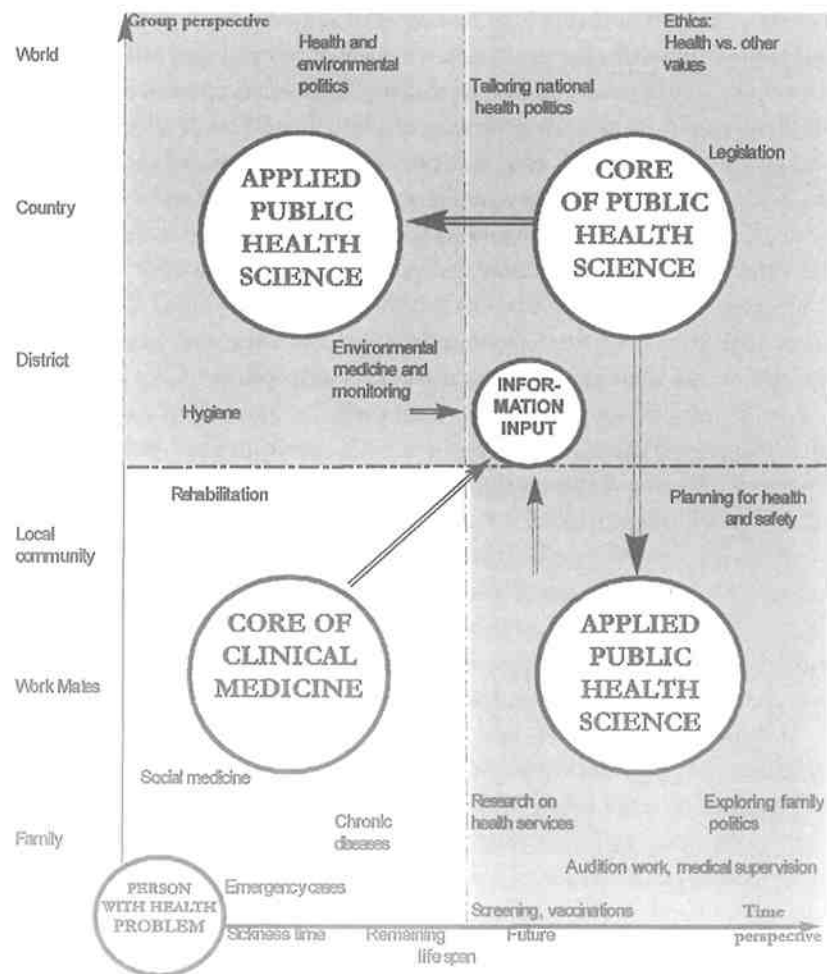 Group perspective
World
Health and
environmental
politics
Ethics:
Health vs. other
values
Tailoring national
health politics
Legislation
APPLIED
PUBLIC
HEALTH
SCIENCE
CORE
OF PUBLIC
HEALTH
SCIENCE
Country
District
Environmental
medicine and
monitoring
Hygiene
INFOR-
MATION
INPUT
Rehabilitation
Planning for health
and safety
Local
community
CORE OF
CLINICAL
MEDICINE
APPLIED
PUBLIC
HEALTH
SCIENCE
Work Mates
Social medicine
Family
Chronic
diseases
Research on
health services
Exploring family
politics
Audition work, medical supervision
PERSON
WITH HEALTH
PROBLEM
Emergency cases
Screening, vaccinations
Time
perspective
Sickness time
Remaining
life span
Future